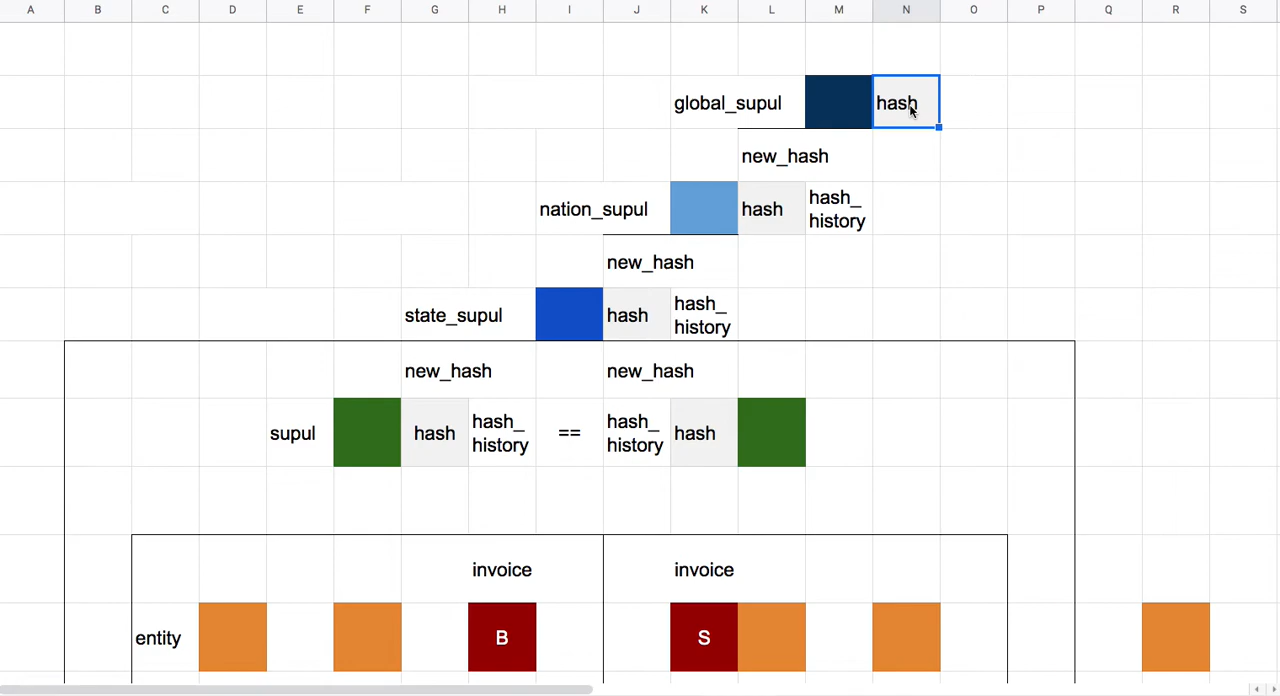 A B C D E F G H I J K L M N O P Q R S
global_supul hash
new_hash
nation_supul hash hash_
history
new_hash
state_supul hash hash_
history
new_hash new_hash
supul hash hash_
history == hash_
history hash
invoice invoice
entity B S